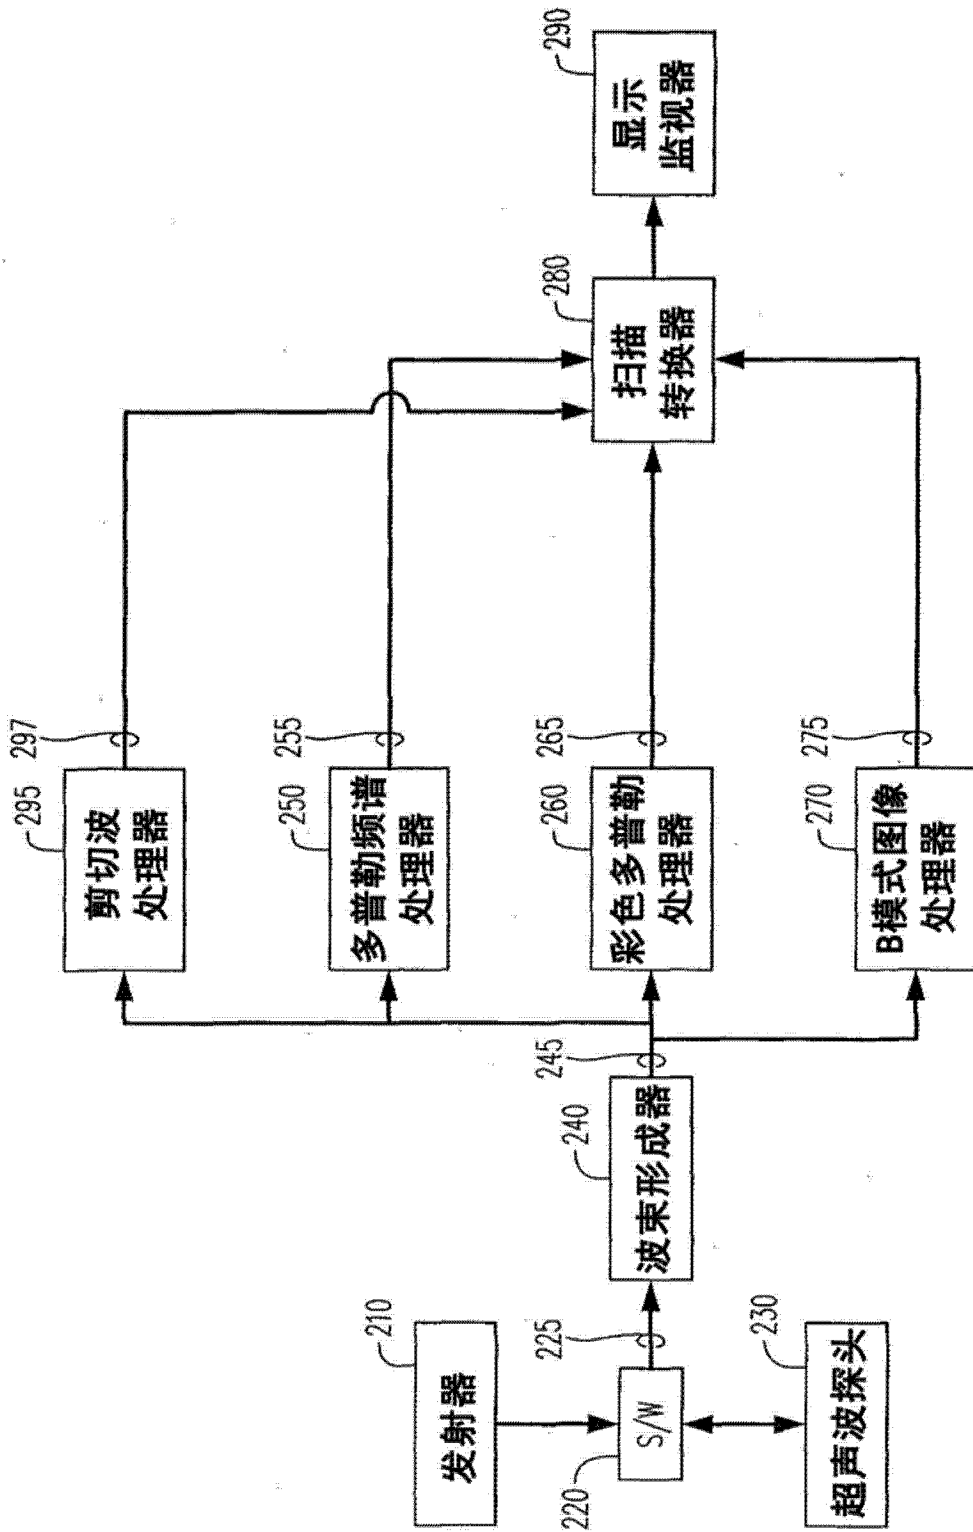 295
297
剪切波
处理器
250
255
多普勒频谱
处理器
210
发射器
220
S/W
225
240
波束形成器
245
260
265
彩色多普勒
处理器
280
扫描
转换器
290
显示
监视器
230
超声波探头
270
275
B模式图像
处理器